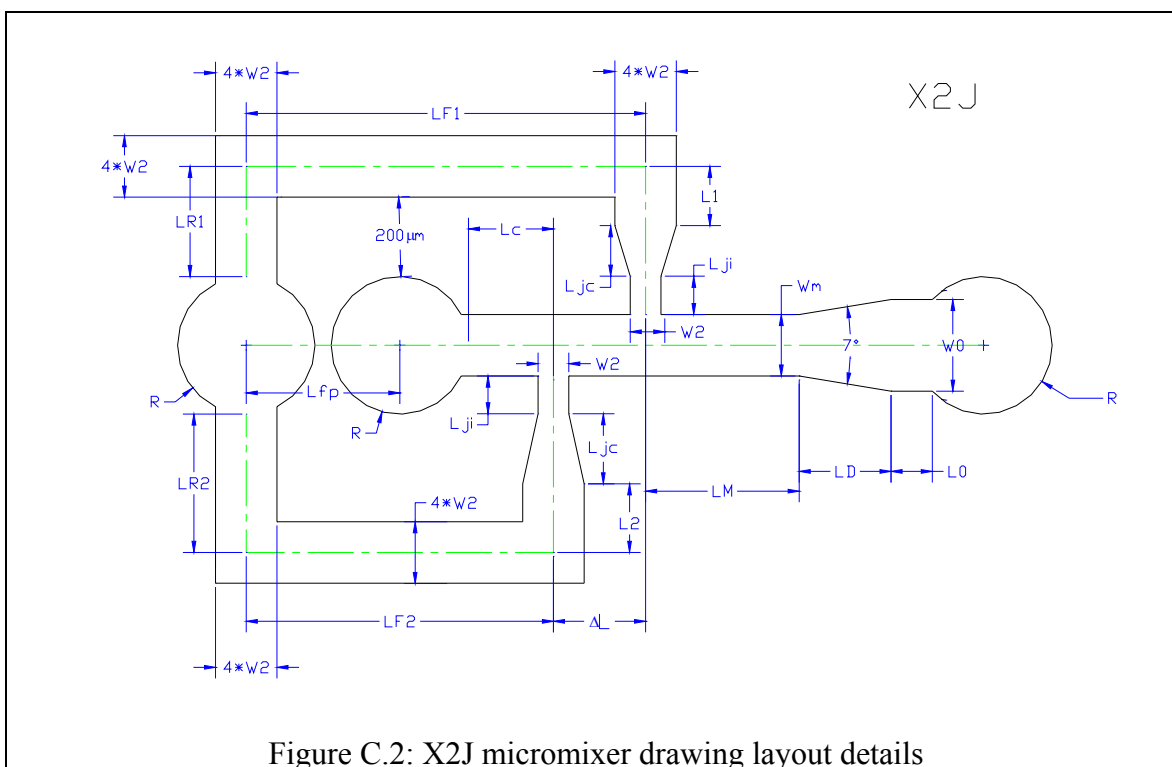 4*W2
4*W2
X2J
LF1
4*W2
L1
LR1
Lc
200μm
Lji
Ljc
Wm
W2
7°
WO
W2
Lfp
R
R
R
Lji
Ljc
LD
LO
LM
LR2
4*W2
L2
LF2
ΔL
4*W2
Figure C.2: X2J micromixer drawing layout details